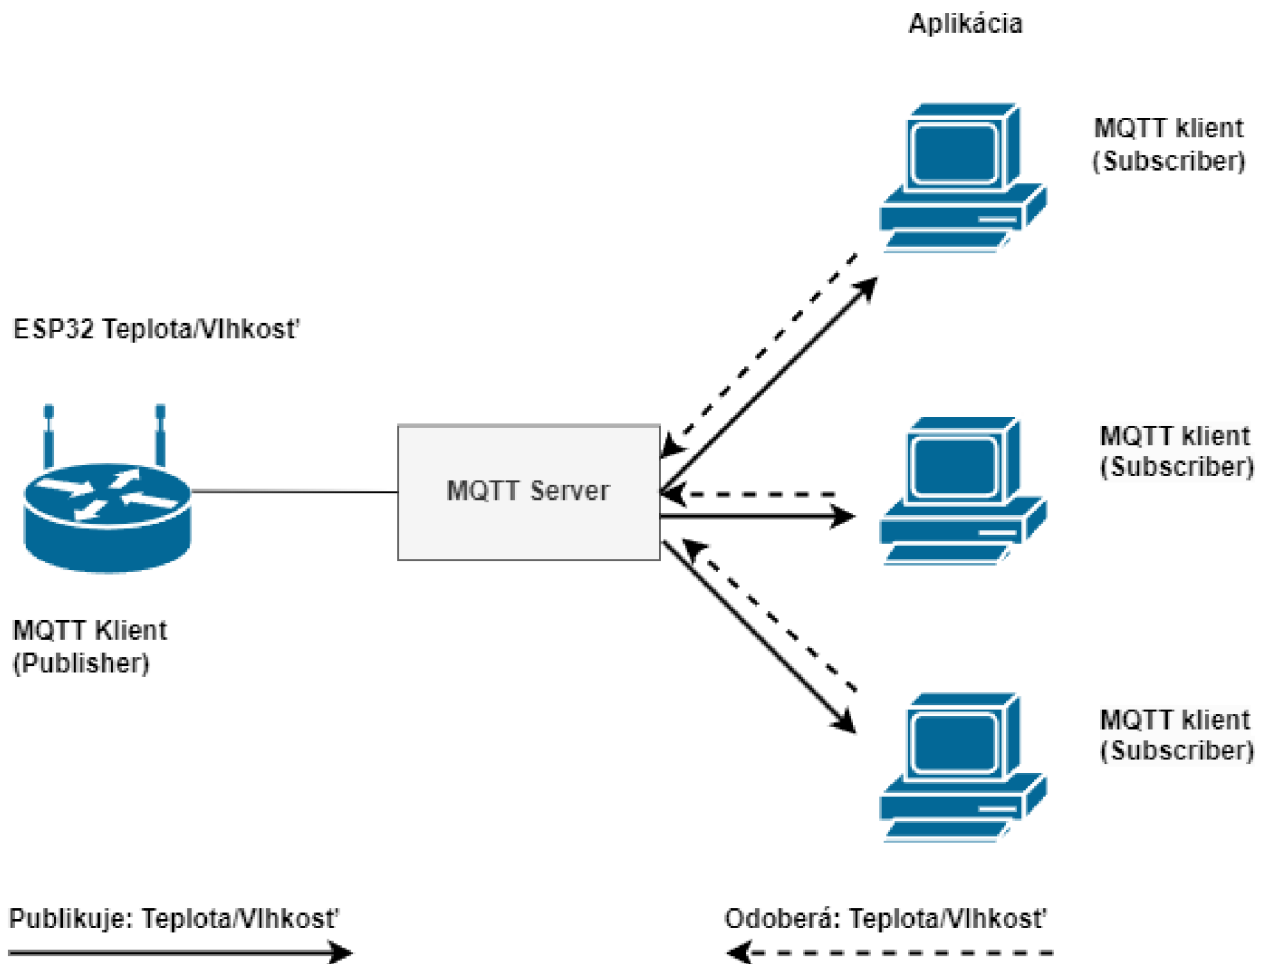 Aplikácia
MQTT klient
(Subscriber)
ESP32 Teplota/Vlhkosť
MQTT Server
MQTT klient
(Subscriber)
MQTT Klient
(Publisher)
MQTT klient
(Subscriber)
Publikuje: Teplota/Vlhkosť
Odoberá: Teplota/Vlhkosť